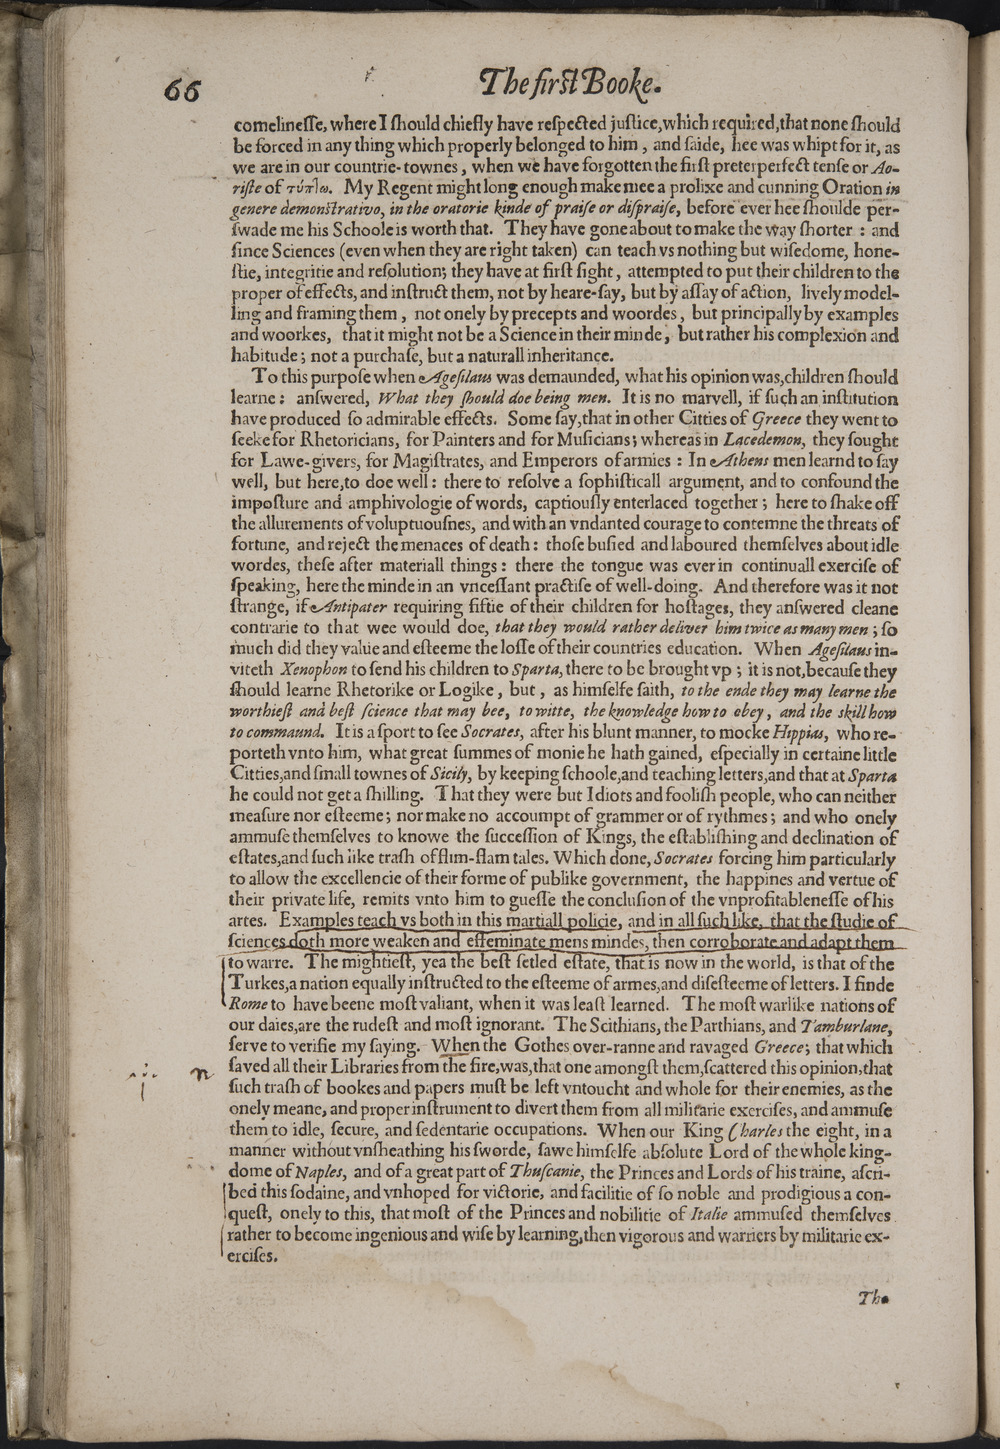 66
The firſt Booke.
comelineſſe, where I ſhould chiefly have reſpected juſtice, which required, that none ſhould
be forced in any thing which properly belonged to him, and ſaide, hee was whipt for it, as
we are in our countrie-townes, when we have forgotten the firſt preterperfect tenſe or Ao-
riſte of τύπλω. My Regent might long enough make mee a prolixe and cunning Oration in
genere demonſtrativo, in the oratorie kinde of praiſe or diſpraiſe, before ever hee ſhoulde per-
ſwade me his Schoole is worth that. They have gone about to make the way ſhorter : and
ſince Sciences (even when they are right taken) can teach vs nothing but wiſedome, hone-
ſtie, integritie and reſolution; they have at firſt ſight, attempted to put their children to the
proper of effects, and inſtruct them, not by heare-ſay, but by aſſay of action, lively model-
ling and framing them, not onely by precepts and woordes, but principally by examples
and woorkes, that it might not be a Science in their minde, but rather his complexion and
habitude; not a purchaſe, but a naturall inheritance.
To this purpoſe when Ageſilaus was demaunded, what his opinion was, children ſhould
learne: anſwered, What they ſhould doe being men. It is no marvell, if ſuch an inſtitution
have produced ſo admirable effects. Some ſay, that in other Citties of Greece they went to
ſeeke for Rhetoricians, for Painters and for Muſicians; whereas in Lacedemon, they ſought
for Lawe-givers, for Magiſtrates, and Emperors of armies : In Athens men learnd to ſay
well, but here, to doe well: there to reſolve a ſophiſticall argument, and to confound the
impoſture and amphivologie of words, captiouſly enterlaced together; here to ſhake off
the allurements of voluptuouſnes, and with an vndanted courage to contemne the threats of
fortune, and reject the menaces of death: thoſe buſied and laboured themſelves about idle
wordes, theſe after materiall things: there the tongue was ever in continuall exerciſe of
ſpeaking, here the minde in an vnceſſant practiſe of well-doing. And therefore was it not
ſtrange, if Antipater requiring fiftie of their children for hoſtages, they anſwered cleane
contrarie to that wee would doe, that they would rather deliver him twice as many men; ſo
much did they value and eſteeme the loſſe of their countries education. When Ageſilaus in-
viteth Xenophon to ſend his children to Sparta, there to be brought vp; it is not, becauſe they
ſhould learne Rhetorike or Logike, but, as himſelfe ſaith, to the ende they may learne the
worthieſt and beſt ſcience that may bee, to witte, the knowledge how to obey, and the skill how
to commaund. It is a ſport to ſee Socrates, after his blunt manner, to mocke Hippias, who re-
porteth vnto him, what great ſummes of monie he hath gained, eſpecially in certaine little
Citties, and ſmall townes of Sicily, by keeping ſchoole, and teaching letters, and that at Sparta
he could not get a ſhilling. That they were but Idiots and fooliſh people, who can neither
meaſure nor eſteeme; nor make no accoumpt of grammer or of rythmes; and who onely
ammuſe themſelves to knowe the ſucceſſion of Kings, the eſtabliſhing and declination of
eſtates, and ſuch like traſh of flim-flam tales. Which done, Socrates forcing him particularly
to allow the excellencie of their forme of publike government, the happines and vertue of
their private life, remits vnto him to gueſſe the concluſion of the vnprofitableneſſe of his
artes. Examples teach vs both in this martiall policie, and in all ſuch like, that the ſtudie of
ſciences doth more weaken and effeminate mens mindes, then corroborate and adapt them
to warre. The mightieſt, yea the beſt ſetled eſtate, that is now in the world, is that of the
Turkes, a nation equally inſtructed to the eſteeme of armes, and diſeſteeme of letters. I finde
Rome to have beene moſt valiant, when it was leaſt learned. The moſt warlike nations of
our daies, are the rudeſt and moſt ignorant. The Scithians, the Parthians, and Tamburlane,
ſerve to verifie my ſaying. When the Gothes over-ranne and ravaged Greece; that which
ſaved all their Libraries from the fire, was, that one amongſt them, ſcattered this opinion, that
ſuch traſh of bookes and papers muſt be left vntoucht and whole for their enemies, as the
onely meane, and proper inſtrument to divert them from all militarie exerciſes, and ammuſe
them to idle, ſecure, and ſedentarie occupations. When our King Charles the eight, in a
manner without vnſheathing his ſworde, ſawe himſelfe abſolute Lord of the whole king-
dome of Naples, and of a great part of Thuſcanie, the Princes and Lords of his traine, aſcri-
bed this ſodaine, and vnhoped for victorie, and facilitie of ſo noble and prodigious a con-
queſt, onely to this, that moſt of the Princes and nobilitie of Italie ammuſed themſelves
rather to become ingenious and wiſe by learning, then vigorous and warriers by militarie ex-
erciſes.
The